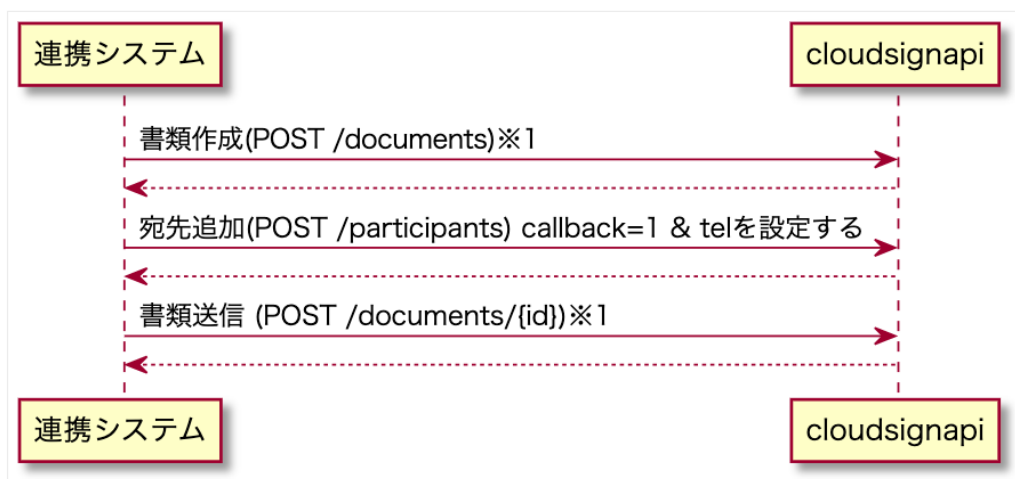 連携システム
cloudsignapi
書類作成(POST /documents)※1
宛先追加(POST /participants) callback=1 & telを設定する
書類送信 (POST /documents/{id})※1
連携システム
cloudsignapi